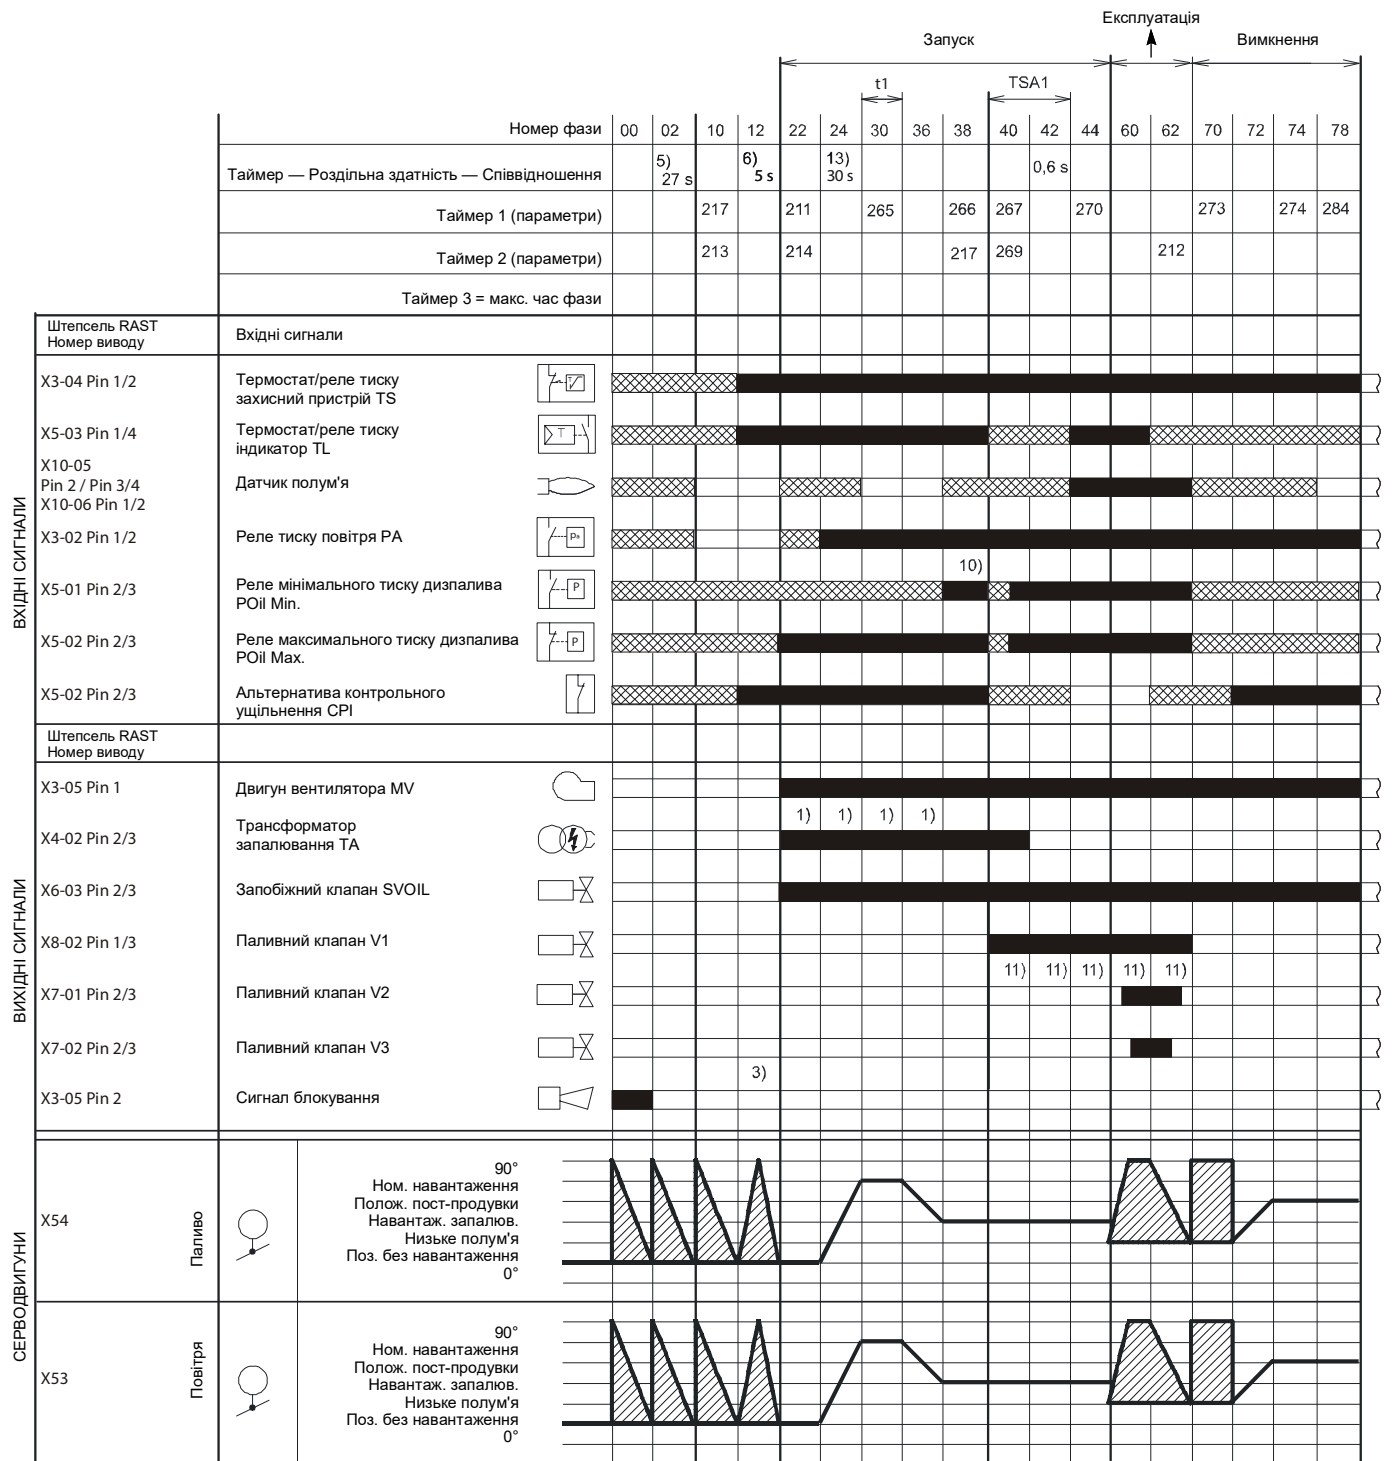 Експлуатація
Запуск
Вимкнення
t1
TSA1
Номер фази 00 02 10 12 22 24 30 36 38 40 42 44 60 62 70 72 74 78
5) 6) 13)
Таймер — Роздільна здатність — Співвідношення 27 s 5 s 30 s 0,6 s
Таймер 1 (параметри) 217 211 265 266 267 270 273 274 284
Таймер 2 (параметри) 213 214 217 269 212
Таймер 3 = макс. час фази
Штепсель RAST
Номер виводу
Вхідні сигнали
ВХІДНІ СИГНАЛИ
X3-04 Pin 1/2
Термостат/реле тиску
захисний пристрій TS
T
X5-03 Pin 1/4
Термостат/реле тиску
індикатор TL
T
X10-05
Pin 2 / Pin 3/4
X10-06 Pin 1/2
Датчик полум'я
X3-02 Pin 1/2
Реле тиску повітря PA
Pa
10)
X5-01 Pin 2/3
Реле мінімального тиску дизпалива
POil Min.
P
X5-02 Pin 2/3
Реле максимального тиску дизпалива
POil Max.
P
X5-02 Pin 2/3
Альтернатива контрольного
ущільнення CPI
Штепсель RAST
Номер виводу
ВИХІДНІ СИГНАЛИ
X3-05 Pin 1
Двигун вентилятора MV
1) 1) 1) 1)
X4-02 Pin 2/3
Трансформатор
запалювання TA
X6-03 Pin 2/3
Запобіжний клапан SVOIL
X8-02 Pin 1/3
Паливний клапан V1
11) 11) 11) 11) 11)
X7-01 Pin 2/3
Паливний клапан V2
X7-02 Pin 2/3
Паливний клапан V3
3)
X3-05 Pin 2
Сигнал блокування
СЕРВОДВИГУНИ
X54
Паливо
90°
Ном. навантаження
Полож. пост-продувки
Навантаж. запалюв.
Низьке полум'я
Поз. без навантаження
0°
X53
Повітря
90°
Ном. навантаження
Полож. пост-продувки
Навантаж. запалюв.
Низьке полум'я
Поз. без навантаження
0°